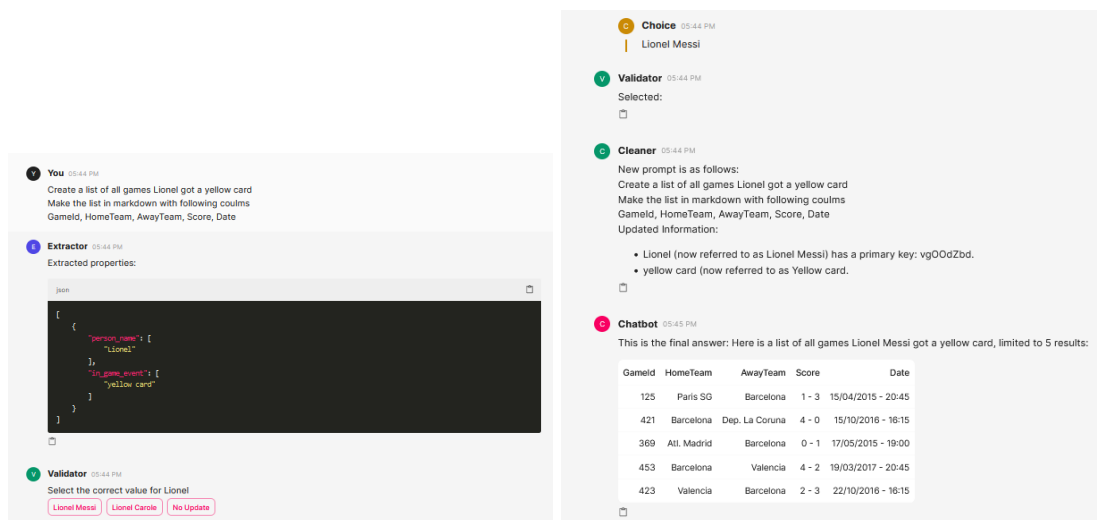 Y You 05:44 PM
Create a list of all games Lionel got a yellow card
Make the list in markdown with following coulms
GameId, HomeTeam, AwayTeam, Score, Date
E Extractor 05:44 PM
Extracted properties:
json
[
{
"person_name": [
"Lionel"
],
"in_game_event": [
"yellow card"
]
}
]
V Validator 05:44 PM
Select the correct value for Lionel
Lionel Messi Lionel Carole No Update
C Choice 05:44 PM
Lionel Messi
V Validator 05:44 PM
Selected:
C Cleaner 05:44 PM
New prompt is as follows:
Create a list of all games Lionel got a yellow card
Make the list in markdown with following coulms
GameId, HomeTeam, AwayTeam, Score, Date
Updated Information:
• Lionel (now referred to as Lionel Messi) has a primary key: vgOOdZbd.
• yellow card (now referred to as Yellow card.
C Chatbot 05:45 PM
This is the final answer: Here is a list of all games Lionel Messi got a yellow card, limited to 5 results:
GameId HomeTeam AwayTeam Score Date
125 Paris SG Barcelona 1 - 3 15/04/2015 - 20:45
421 Barcelona Dep. La Coruna 4 - 0 15/10/2016 - 16:15
369 Atl. Madrid Barcelona 0 - 1 17/05/2015 - 19:00
453 Barcelona Valencia 4 - 2 19/03/2017 - 20:45
423 Valencia Barcelona 2 - 3 22/10/2016 - 16:15